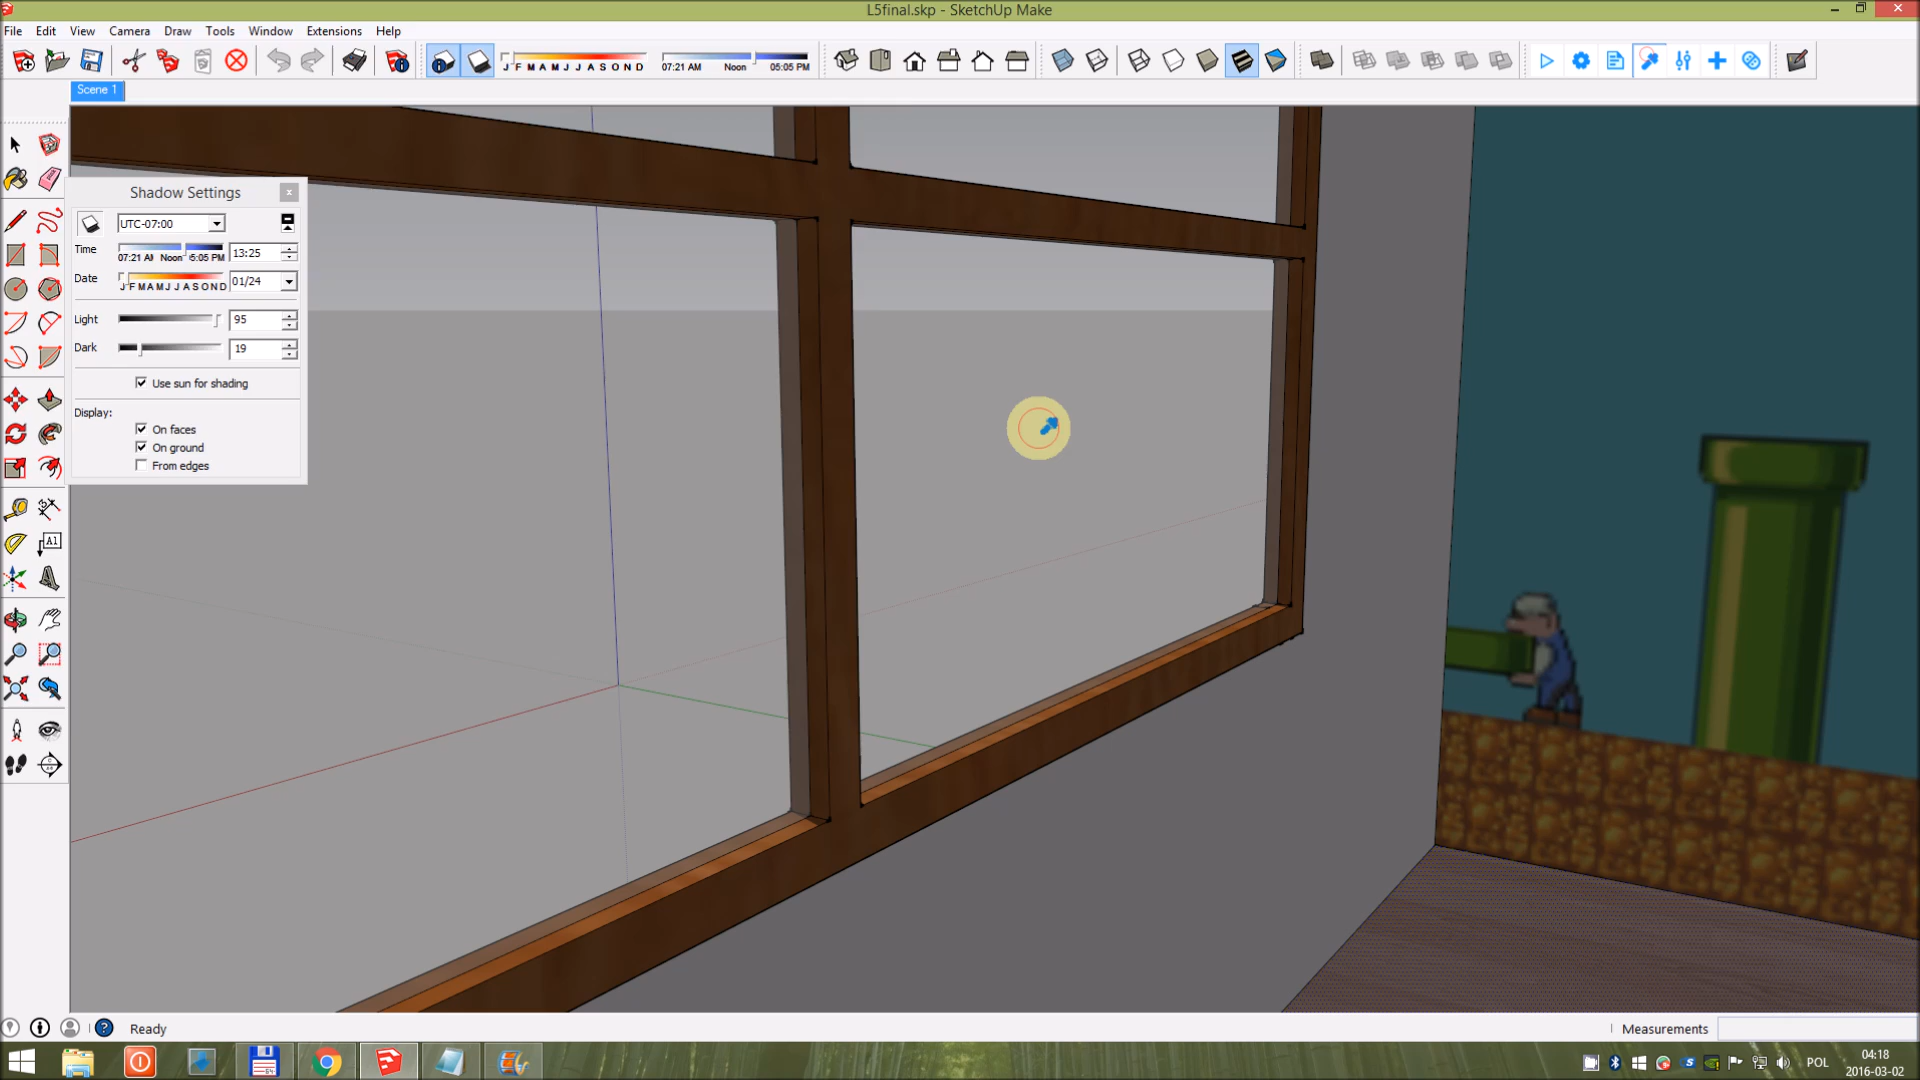 L5final.skp - SketchUp Make
File Edit View Camera Draw Tools Window Extensions Help
J F M A M J J A S O N D
07:21 AM Noon 05:05 PM
Scene 1
Shadow Settings
UTC-07:00
Time
13:25
07:21 AM Noon 05:05 PM
Date
01/24
J F M A M J J A S O N D
Light
95
Dark
19
Use sun for shading
Display:
On faces
On ground
From edges
A1
Ready
Measurements
64
POL
04:18
2016-03-02